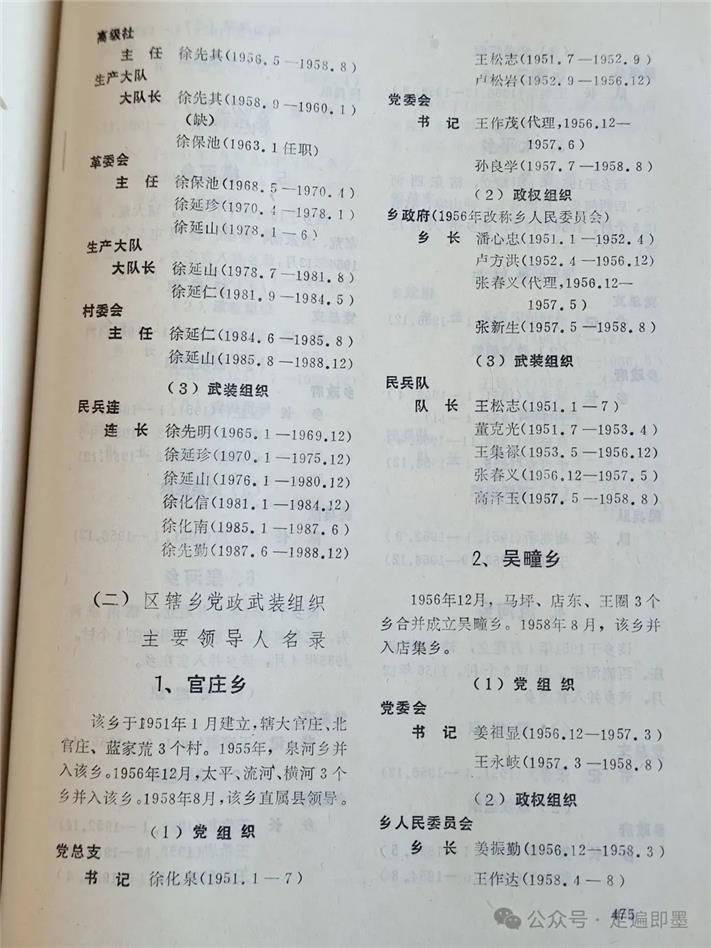 高级社
主 任 徐先其(1956.5—1958.8)
生产大队
大队长 徐先其(1958.9—1960.1)
(缺)
徐保池(1963.1任职)
革委会
主 任 徐保池(1968.5—1970.4)
徐延珍(1970.4—1978.1)
徐延山(1978.1—6)
生产大队
大队长 徐延山(1978.7—1981.8)
徐延仁(1981.9—1984.5)
村委会
主 任 徐延仁(1984.6—1985.8)
徐延山(1985.8—1988.12)
(3) 武装组织
民兵连
连 长 徐先明(1965.1—1969.12)
徐延珍(1970.1—1975.12)
徐延山(1976.1—1980.12)
徐化信(1981.1—1984.12)
徐化南(1985.1—1987.6)
徐先勤(1987.6—1988.12)
(二) 区辖乡党政武装组织
主要领导人名录
1、官庄乡
该乡于1951年1月建立,辖大官庄、北
官庄、蓝家荒3个村。1955年,泉河乡并
入该乡。1956年12月,太平、流河、横河3个
乡并入该乡。1958年8月,该乡直属县领导。
(1) 党组织
党总支
书 记 徐化泉(1951.1—7)
王松志(1951.7—1952.9)
卢松岩(1952.9—1956.12)
党委会
书 记 王作茂(代理,1956.12—
1957.6)
孙良学(1957.7—1958.8)
(2) 政权组织
乡政府(1956年改称乡人民委员会)
乡 长 潘心忠(1951.1—1952.4)
卢方洪(1952.4—1956.12)
张春义(代理,1956.12—
1957.5)
张新生(1957.5—1958.8)
(3) 武装组织
民兵队
队 长 王松志(1951.1—7)
董克光(1951.7—1953.4)
王集禄(1953.5—1956.12)
张春义(1956.12—1957.5)
高泽玉(1957.5—1958.8)
2、吴疃乡
1956年12月,马坪、店东、王圈3个
乡合并成立吴疃乡。1958年8月,该乡并
入店集乡。
(1) 党组织
党委会
书 记 姜祖显(1956.12—1957.3)
王永岐(1957.3—1958.8)
(2) 政权组织
乡人民委员会
乡 长 姜振勤(1956.12—1958.3)
王作达(1958.4—8)
475
公众号·走遍即墨